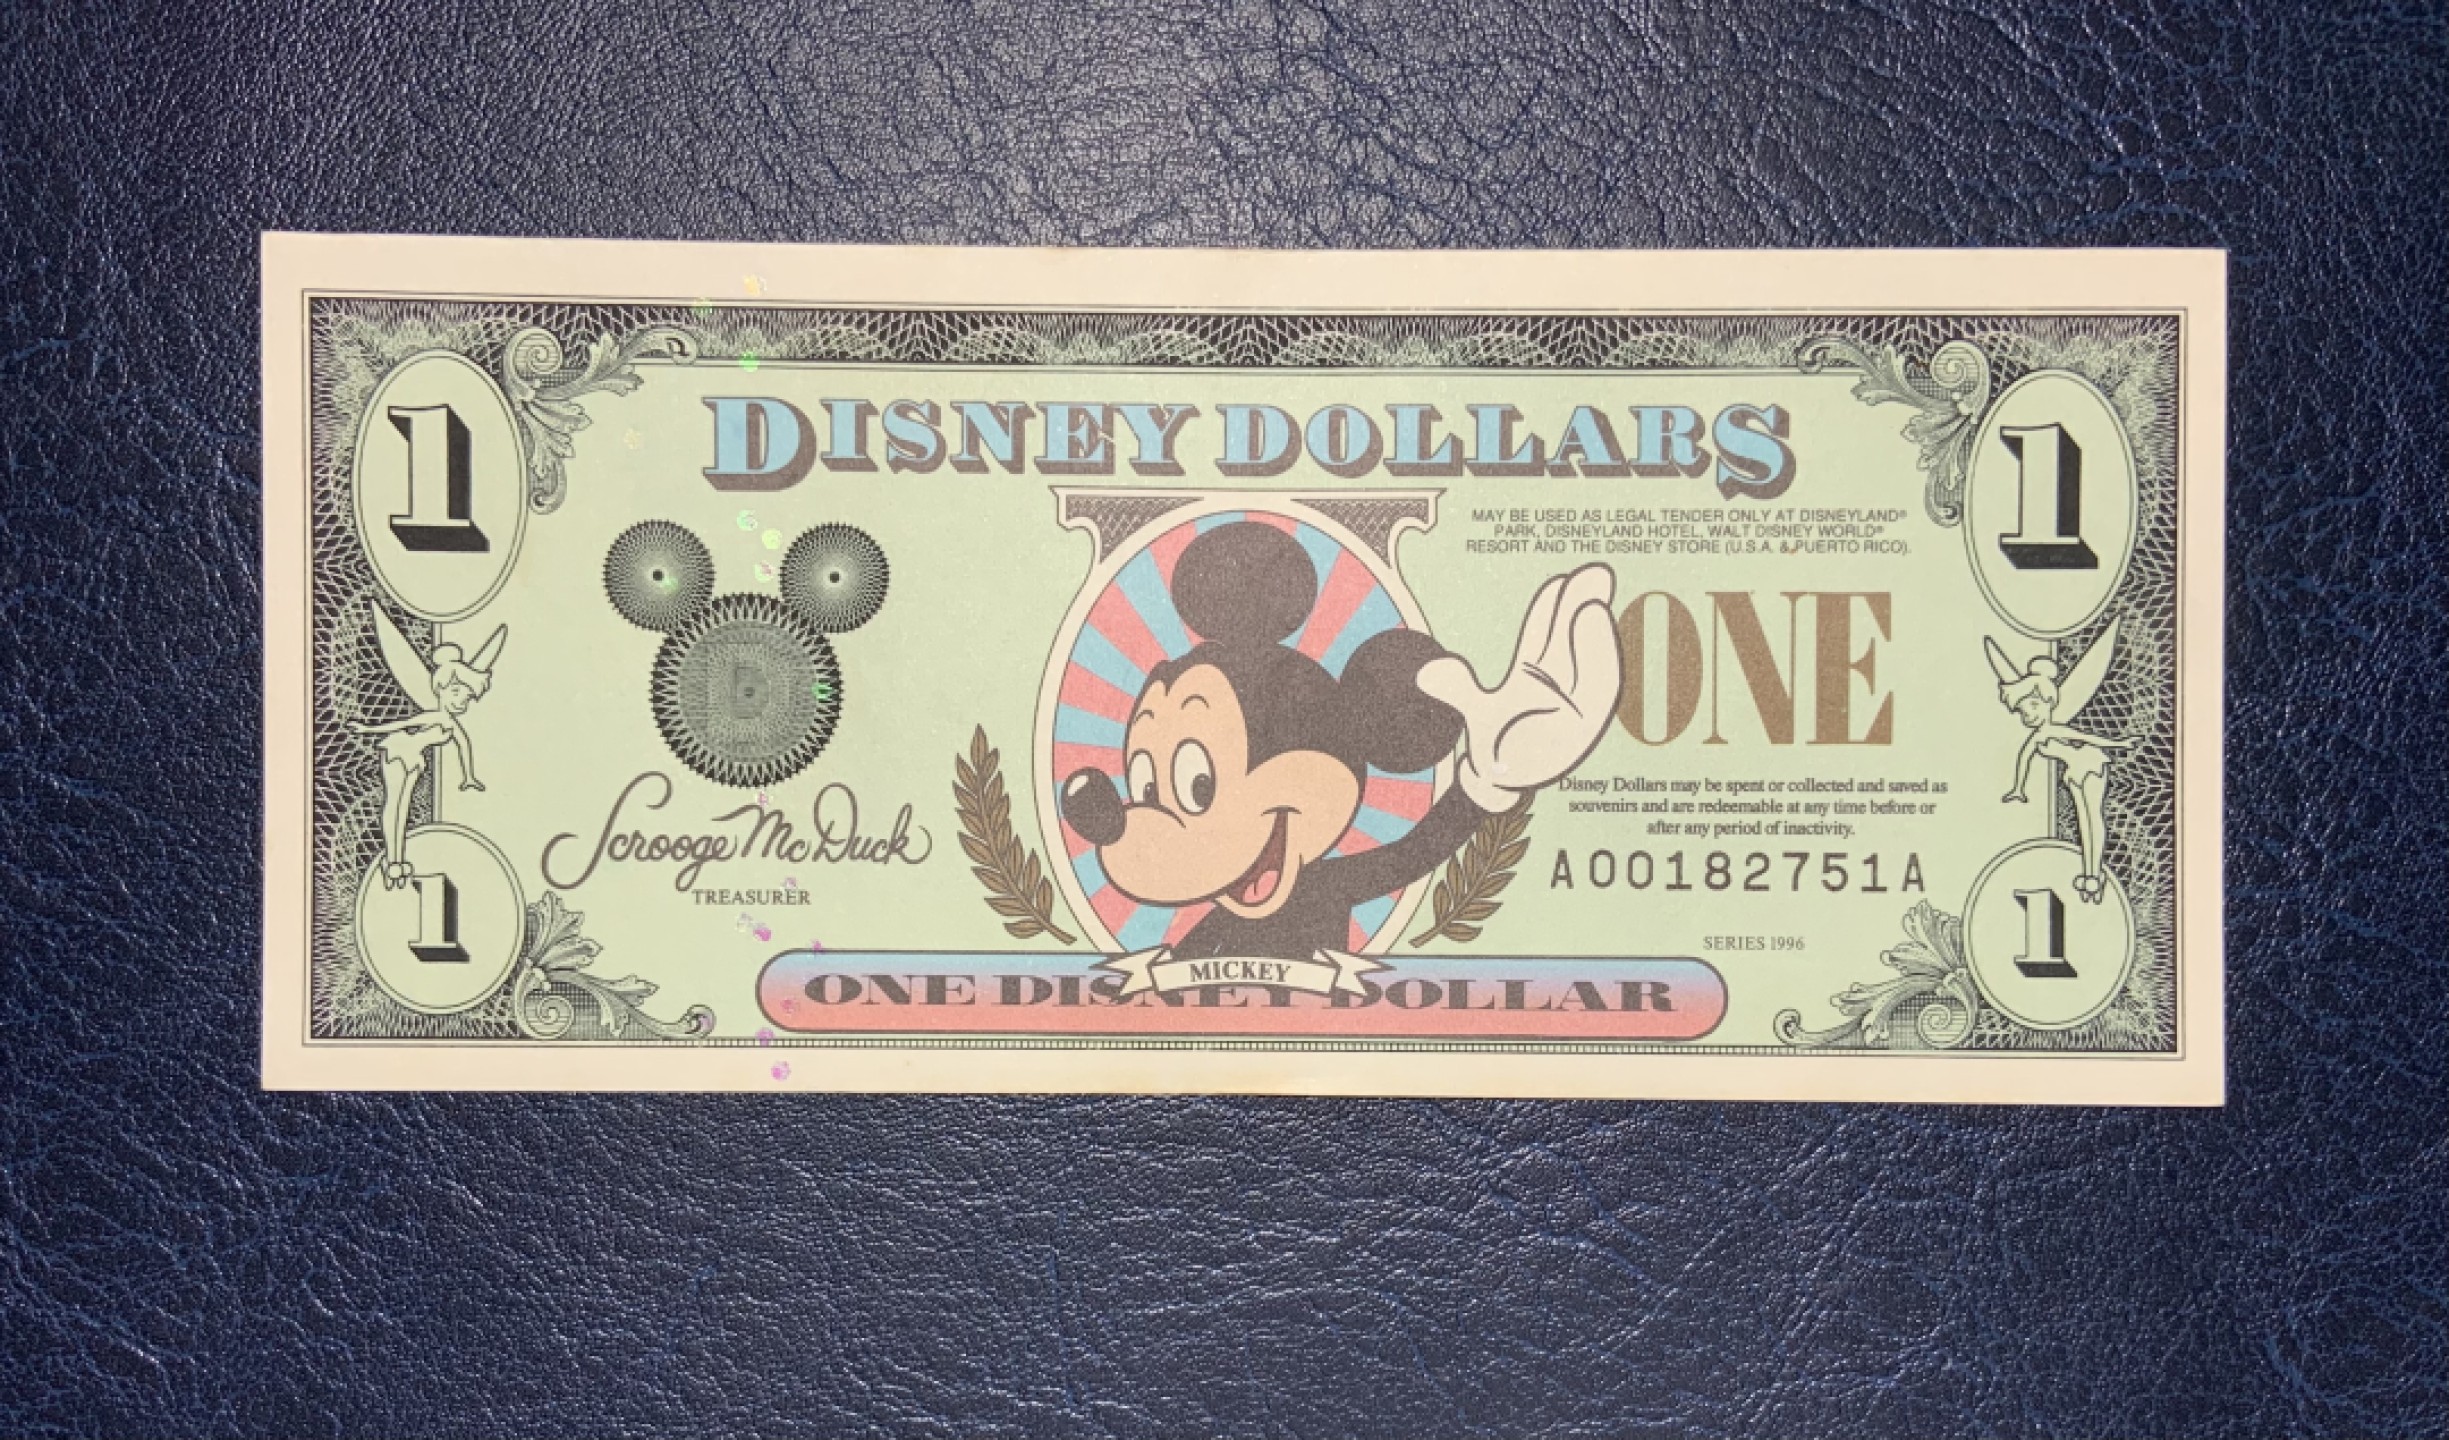 1
1
DISNEY DOLLARS
MAY BE USED AS LEGAL TENDER ONLY AT DISNEYLAND®
PARK, DISNEYLAND HOTEL, WALT DISNEY WORLD®
RESORT AND THE DISNEY STORE (U.S.A. & PUERTO RICO).
ONE
Disney Dollars may be spent or collected and saved as
souvenirs and are redeemable at any time before or
after any period of inactivity.
Scrooge McDuck
TREASURER
A00182751A
SERIES 1996
1
1
MICKEY
ONE DISNEY DOLLAR